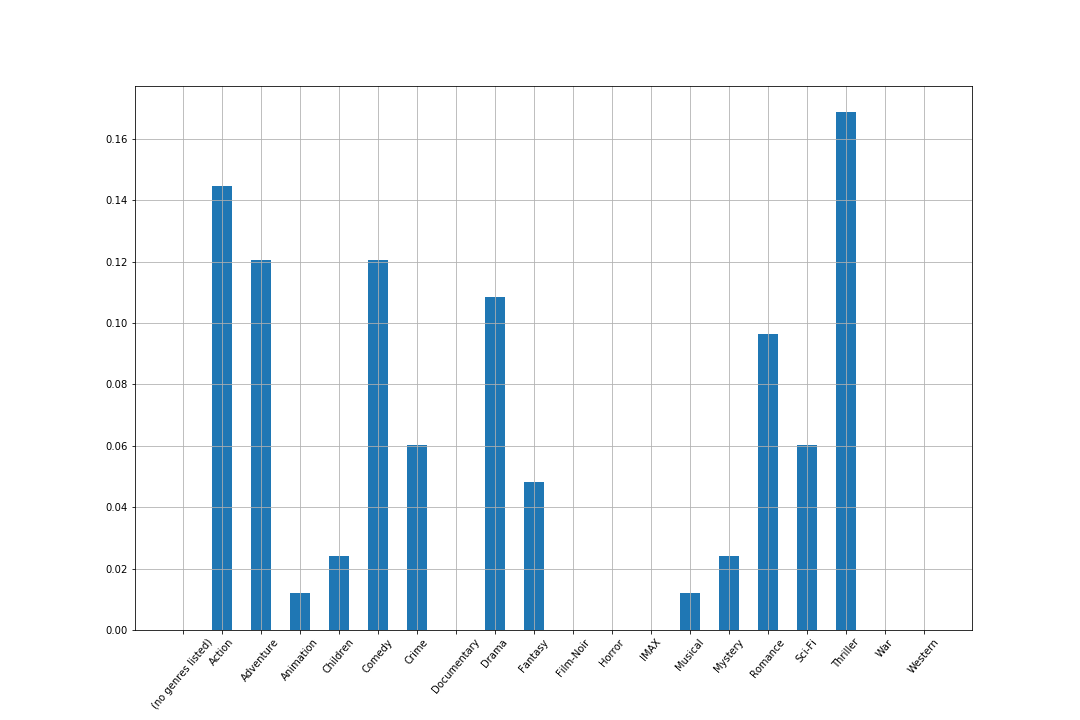 0.16
0.14
0.12
0.10
0.08
0.06
0.04
0.02
0.00
(no genres listed)
Action
Adventure
Animation
Children
Comedy
Crime
Documentary
Drama
Fantasy
Film-Noir
Horror
IMAX
Musical
Mystery
Romance
Sci-Fi
Thriller
War
Western